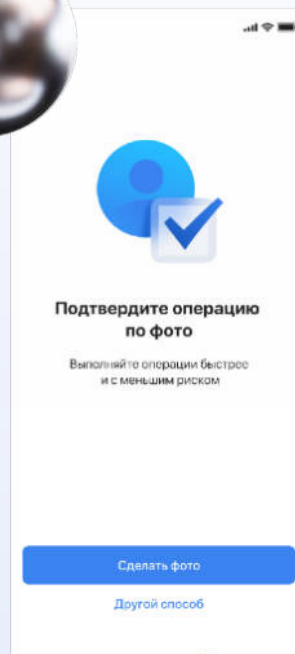 Подтвердите операцию
по фото
Выполняйте операции быстрее
и с меньшим риском
Сделать фото
Другой способ